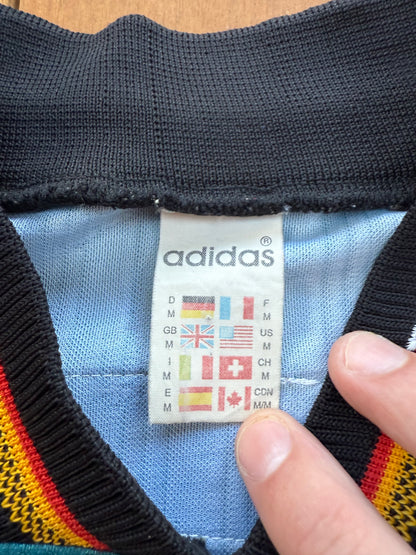 ®
adidas
D F
M M
GB US
M M
I CH
M M
E CDN
M M/M